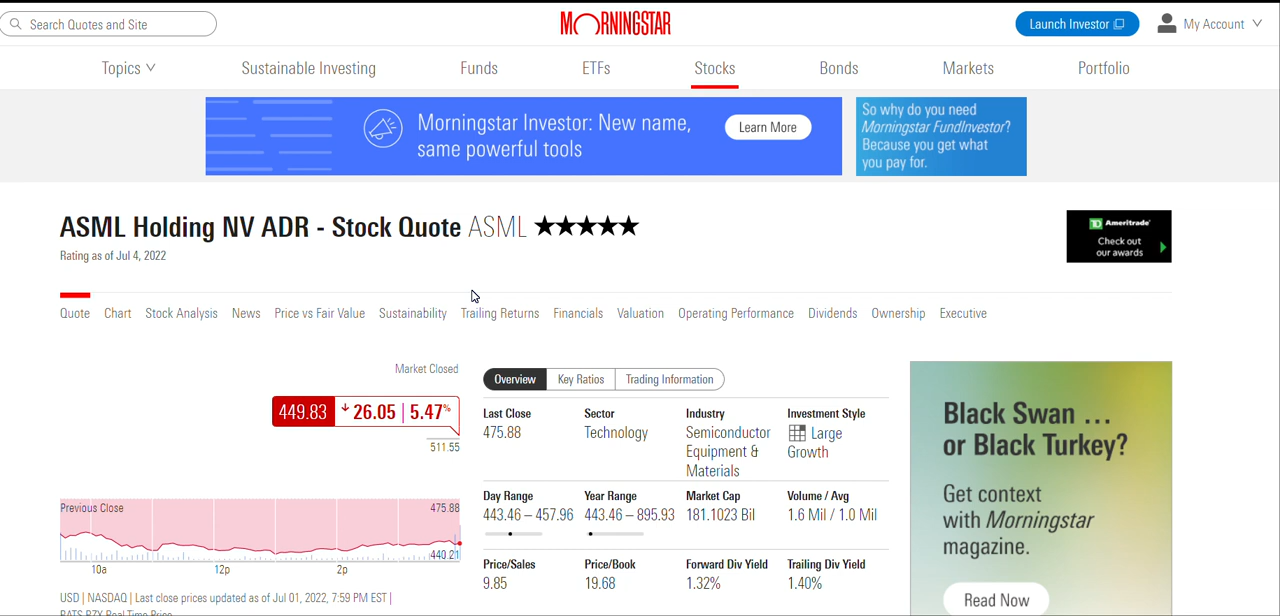 Search Quotes and Site
MORNINGSTAR
Launch Investor
My Account
Topics
Sustainable Investing
Funds
ETFs
Stocks
Bonds
Markets
Portfolio
Morningstar Investor: New name,
same powerful tools
Learn More
So why do you need
Morningstar FundInvestor?
Because you get what
you pay for.
ASML Holding NV ADR - Stock Quote ASML ★★★★★
Rating as of Jul 4, 2022
TD Ameritrade
Check out
our awards
Quote
Chart
Stock Analysis
News
Price vs Fair Value
Sustainability
Trailing Returns
Financials
Valuation
Operating Performance
Dividends
Ownership
Executive
Market Closed
449.83 26.05 | 5.47%
511.55
Previous Close 475.88
440.21
10a 12p 2p
USD | NASDAQ | Last close prices updated as of Jul 01, 2022, 7:59 PM EST |
BATS BZX Real-Time Price
Overview
Key Ratios
Trading Information
Last Close
475.88
Sector
Technology
Industry
Semiconductor
Equipment &
Materials
Investment Style
Large
Growth
Day Range
443.46 – 457.96
Year Range
443.46 – 895.93
Market Cap
181.1023 Bil
Volume / Avg
1.6 Mil / 1.0 Mil
Price/Sales
9.85
Price/Book
19.68
Forward Div Yield
1.32%
Trailing Div Yield
1.40%
Black Swan ...
or Black Turkey?
Get context
with Morningstar
magazine.
Read Now